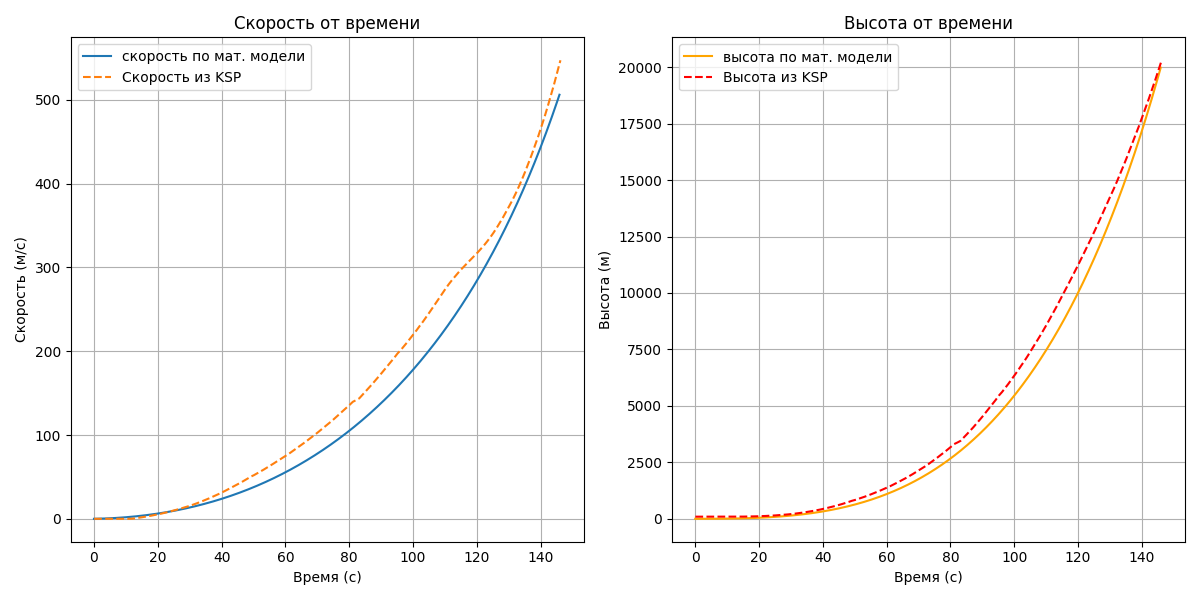 Скорость от времени
скорость по мат. модели
Скорость из KSP
Скорость (м/с)
500
400
300
200
100
0
0 20 40 60 80 100 120 140
Время (с)
Высота от времени
высота по мат. модели
Высота из KSP
Высота (м)
20000
17500
15000
12500
10000
7500
5000
2500
0
0 20 40 60 80 100 120 140
Время (с)